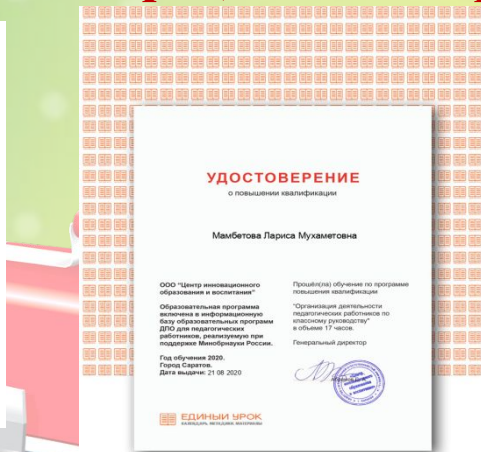 УДОСТОВЕРЕНИЕ
о повышении квалификации
Мамбетова Лариса Мухаметовна
ООО "Центр инновационного
образования и воспитания"
Образовательная программа
включена в информационную
базу образовательных программ
ДПО для педагогических
работников, реализуемую при
поддержке Минобрнауки России.
Год обучения 2020.
Город Саратов.
Дата выдачи: 21 08 2020
Прошёл(ла) обучение по программе
повышения квалификации
"Организация деятельности
педагогических работников по
классному руководству"
в объеме 17 часов.
Генеральный директор
ЕДИНЫЙ УРОК
КАЛЕНДАРЬ МЕТОДИКА МАТЕРИАЛЫ